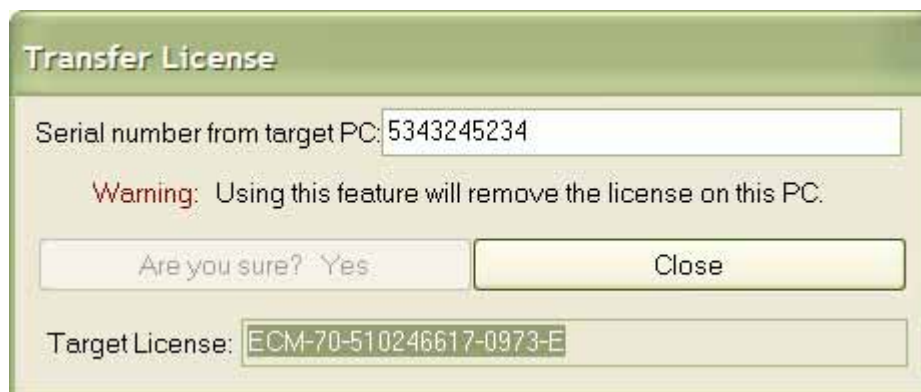 Transfer License
Serial number from target PC: 5343245234
Warning: Using this feature will remove the license on this PC.
Are you sure? Yes
Close
Target License: ECM-70-510246617-0973-E